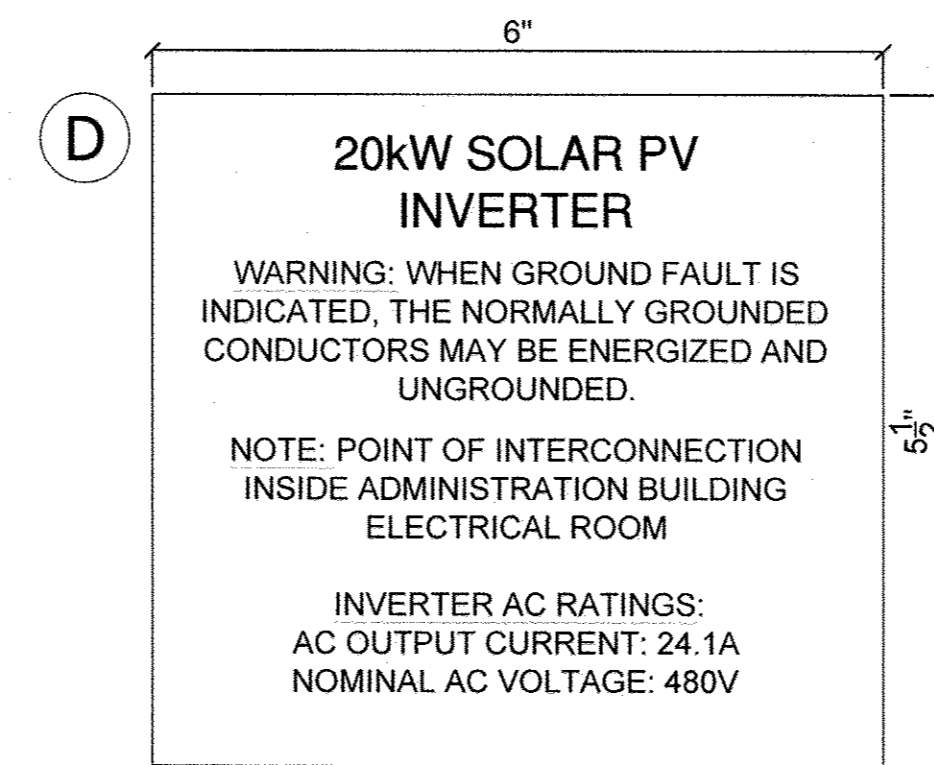 6"
D
20kW SOLAR PV
INVERTER
WARNING: WHEN GROUND FAULT IS
INDICATED, THE NORMALLY GROUNDED
CONDUCTORS MAY BE ENERGIZED AND
UNGROUNDED.
5 1/2"
NOTE: POINT OF INTERCONNECTION
INSIDE ADMINISTRATION BUILDING
ELECTRICAL ROOM
INVERTER AC RATINGS:
AC OUTPUT CURRENT: 24.1A
NOMINAL AC VOLTAGE: 480V